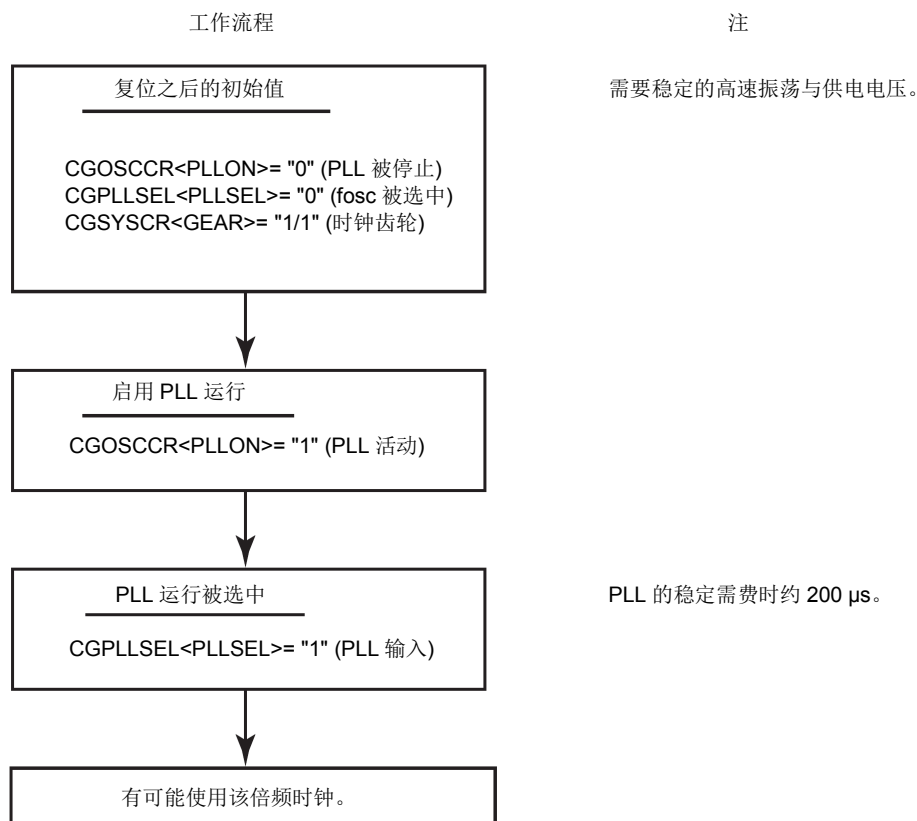 工作流程
注
复位之后的初始值
需要稳定的高速振荡与供电电压。
CGOSCCR<PLLON>= "0" (PLL 被停止)
CGPLLSEL<PLLSEL>= "0" (fosc 被选中)
CGSYSCR<GEAR>= "1/1" (时钟齿轮)
启用 PLL 运行
CGOSCCR<PLLON>= "1" (PLL 活动)
PLL 运行被选中
PLL 的稳定需费时约 200 μs。
CGPLLSEL<PLLSEL>= "1" (PLL 输入)
有可能使用该倍频时钟。